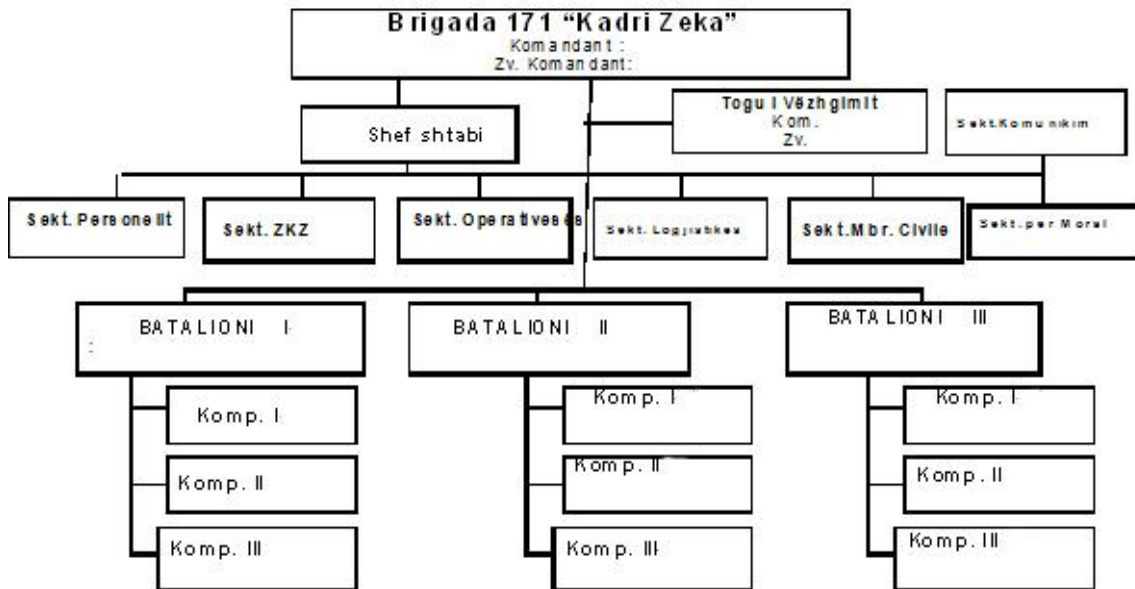 Brigada 171 “Kadri Zeka”
Komandant :
Zv. Komandant:
Shef shtabi
Togu I Vëzhgimit
Kom.
Zv.
Sekt.Komunikim
Sekt. Personelit
Sekt. ZKZ
Sekt. Operativeses
Sekt. Logjishkes
Sekt.Mbr. Civile
Sekt.per Moral
BATALIONI I
:
BATALIONI II
BATALIONI III
Komp. I
Komp. II
Komp. III
Komp. I
Komp. II
Komp. III
Komp. I
Komp. II
Komp. III